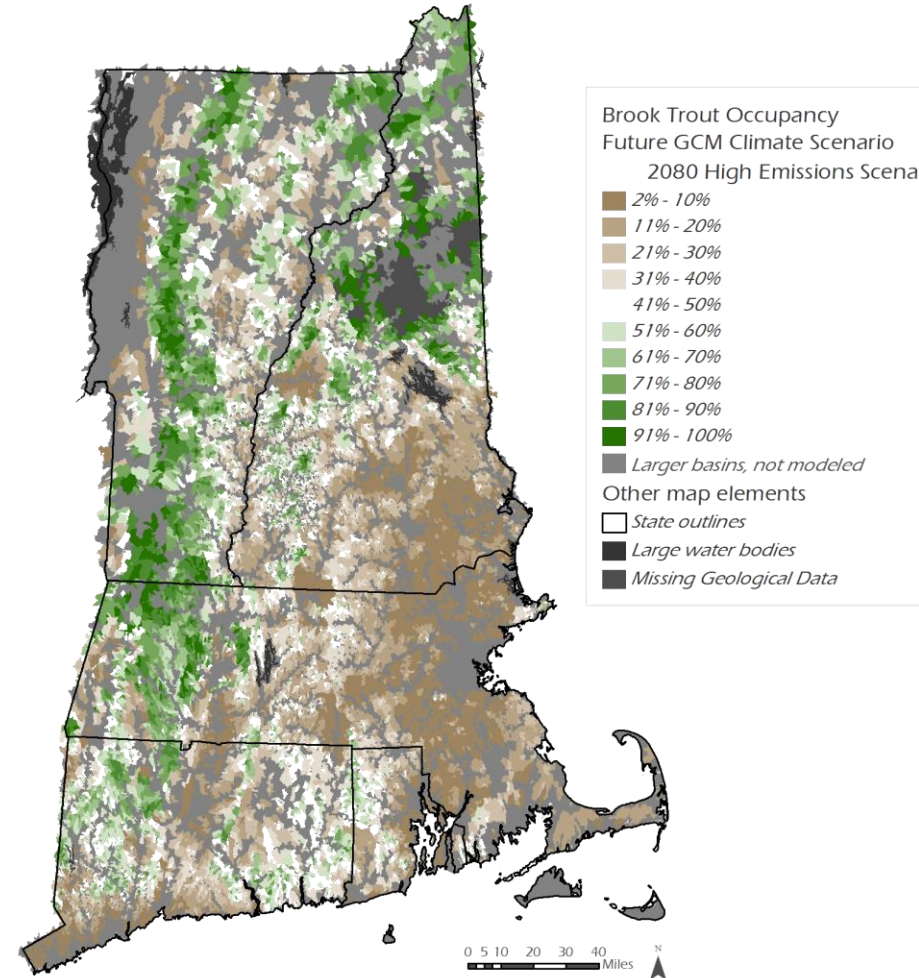 Brook Trout Occupancy
Future GCM Climate Scenario
2080 High Emissions Scena
2% - 10%
11% - 20%
21% - 30%
31% - 40%
41% - 50%
51% - 60%
61% - 70%
71% - 80%
81% - 90%
91% - 100%
Larger basins, not modeled
Other map elements
State outlines
Large water bodies
Missing Geological Data
0 5 10 20 30 40
Miles
N